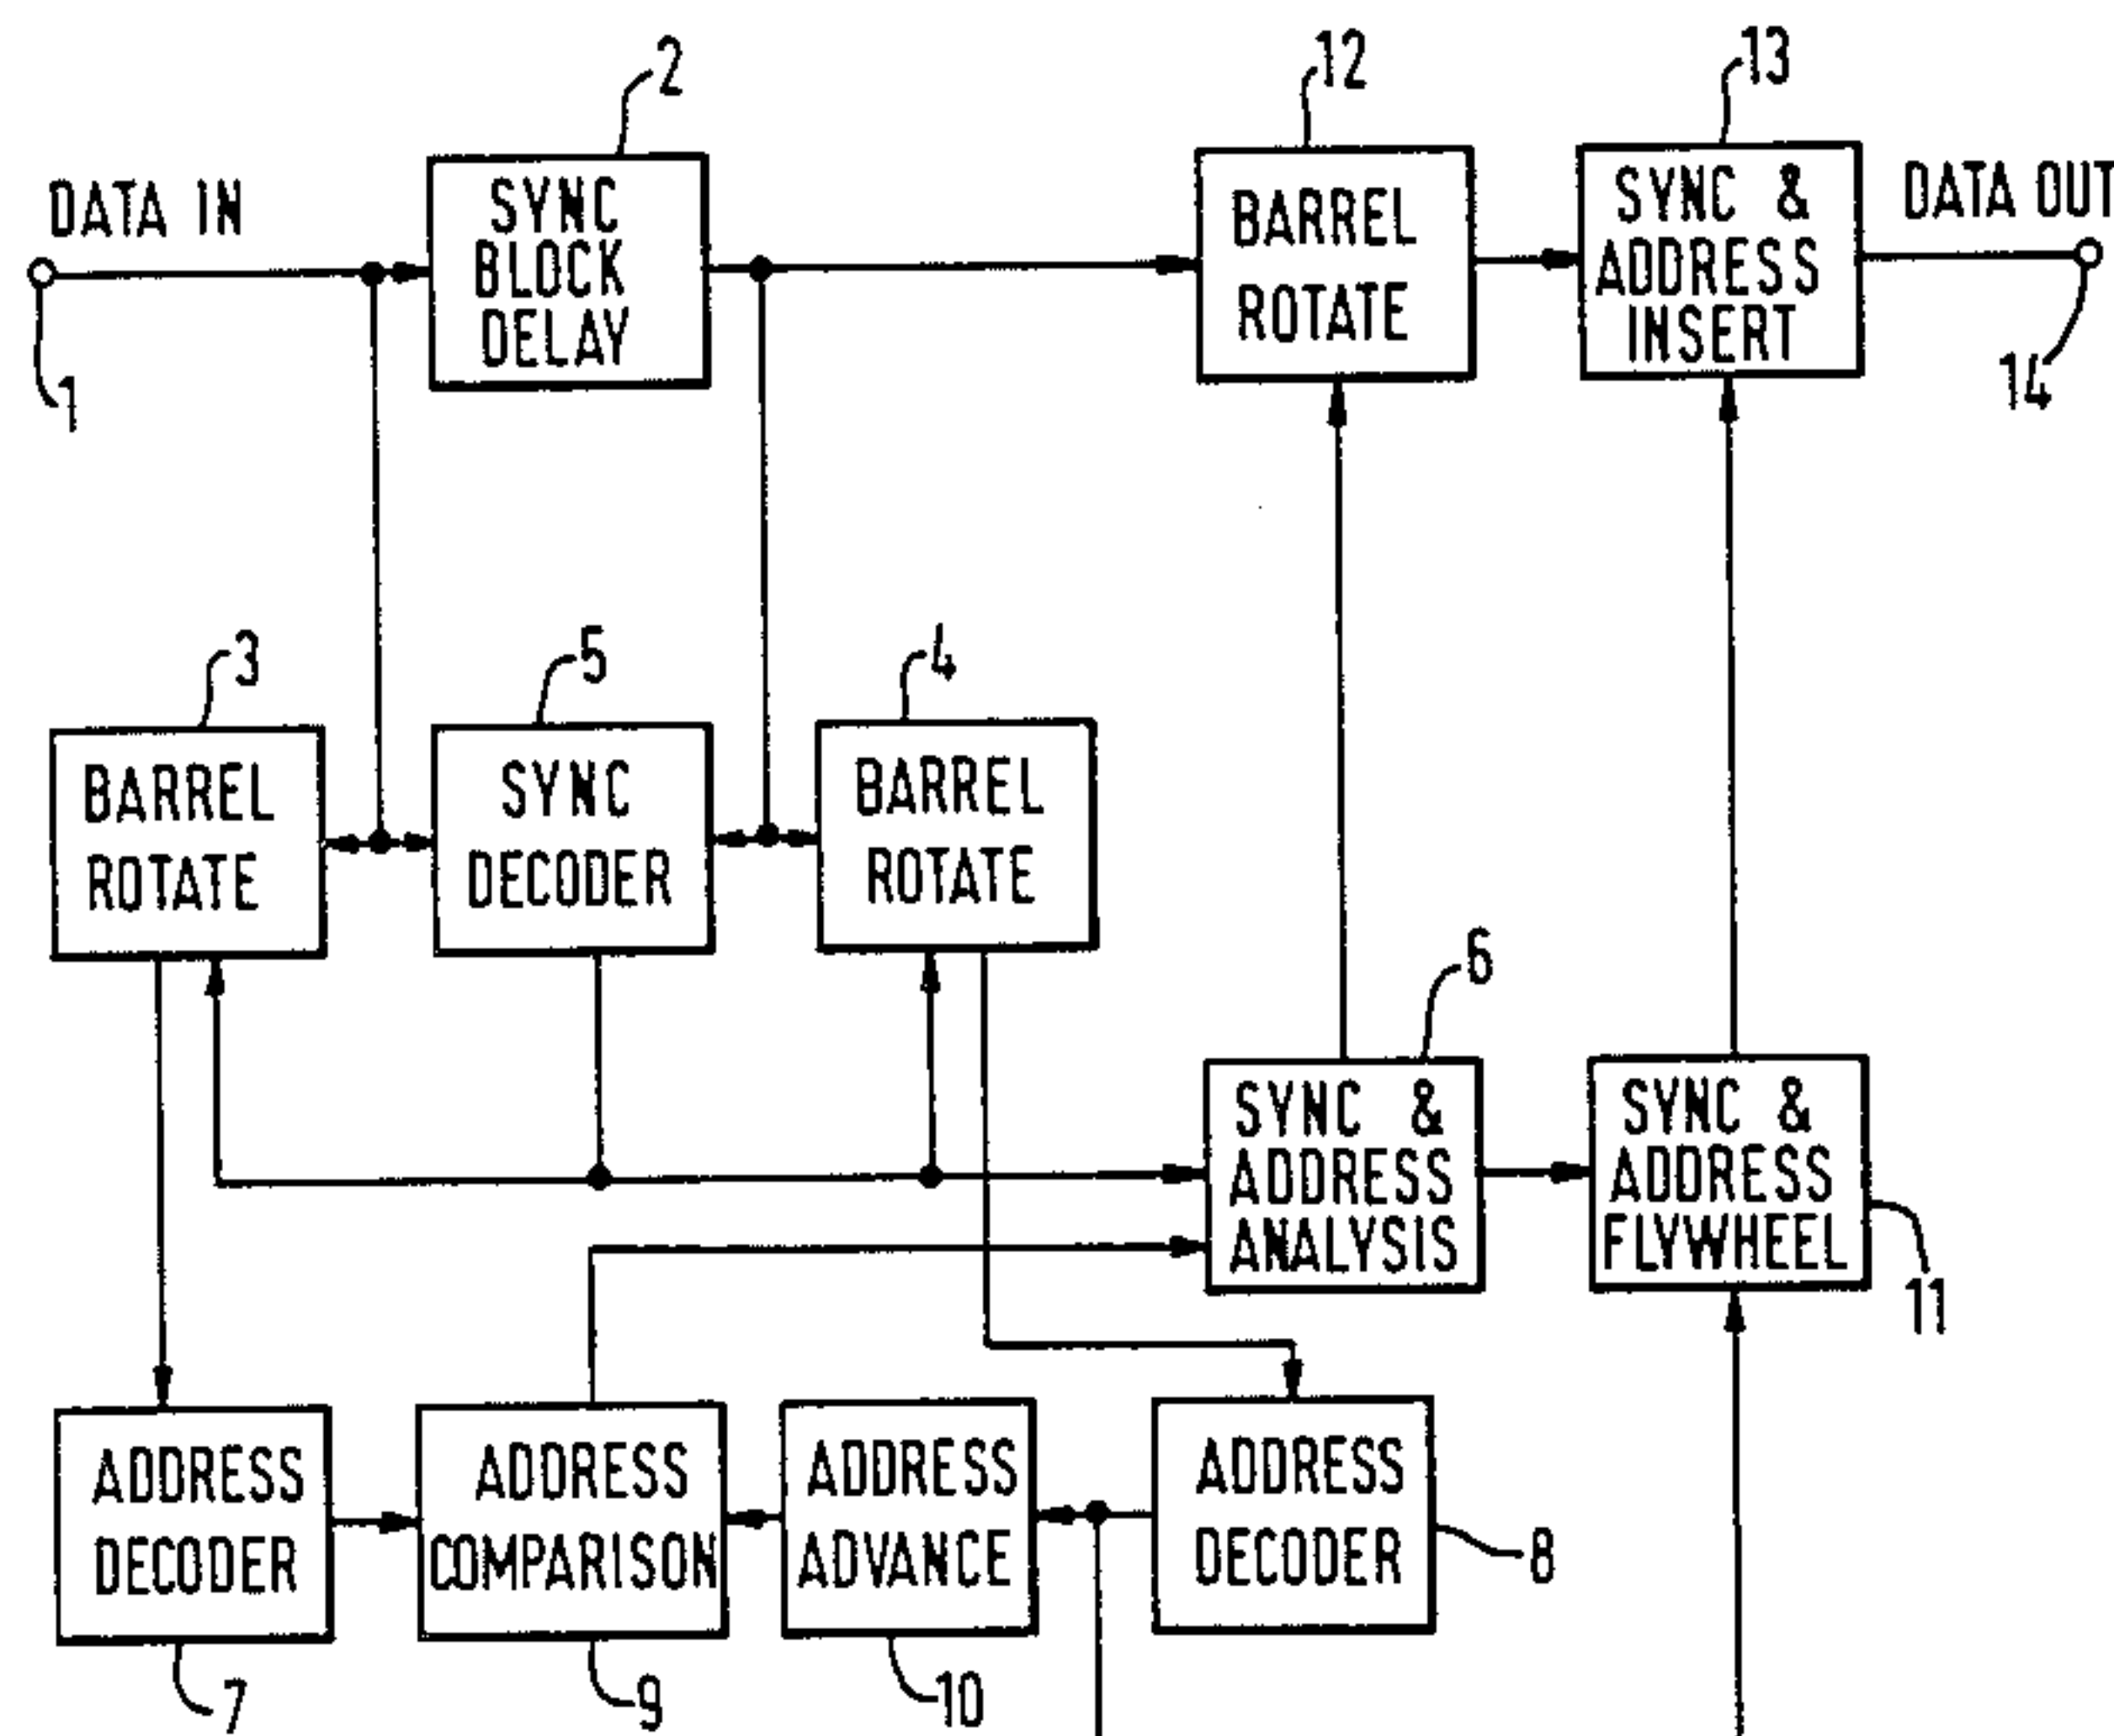 2
12
13
DATA IN
SYNC
BLOCK
DELAY
BARREL
ROTATE
SYNC &
ADDRESS
INSERT
DATA OUT
1
14
3
5
4
BARREL
ROTATE
SYNC
DECODER
BARREL
ROTATE
6
SYNC &
ADDRESS
ANALYSIS
SYNC &
ADDRESS
FLYWHEEL
11
ADDRESS
DECODER
ADDRESS
COMPARISON
ADDRESS
ADVANCE
ADDRESS
DECODER
8
7
9
10